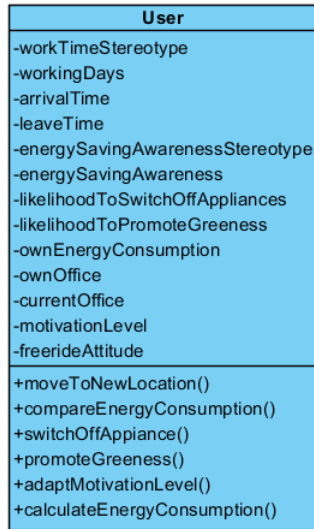 User
-workTimeStereotype
-workingDays
-arrivalTime
-leaveTime
-energySavingAwarenessStereotype
-energySavingAwareness
-likelihoodToSwitchOffAppliances
-likelihoodToPromoteGreeness
-ownEnergyConsumption
-ownOffice
-currentOffice
-motivationLevel
-freerideAttitude
+moveToNewLocation()
+compareEnergyConsumption()
+switchOffAppiance()
+promoteGreeness()
+adaptMotivationLevel()
+calculateEnergyConsumption()